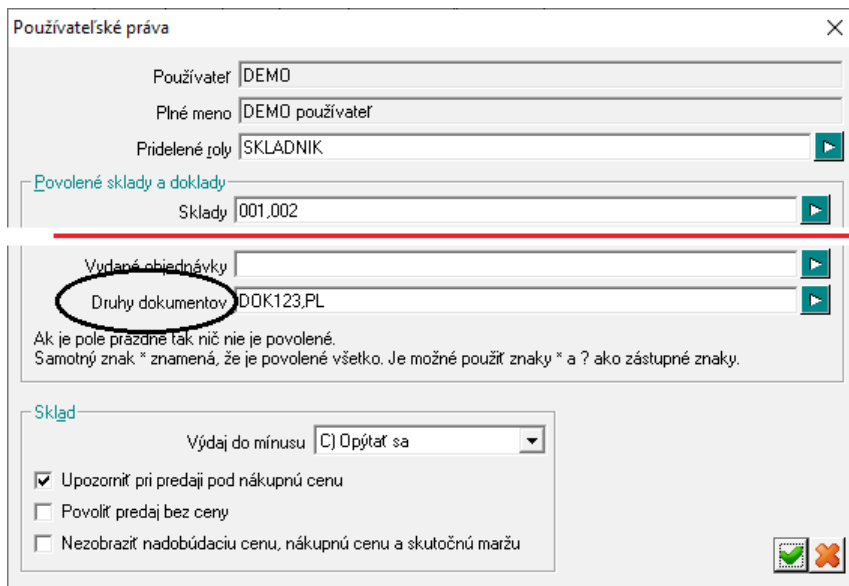 Používateľské práva
Používateľ DEMO
Plné meno DEMO používateľ
Pridelené roly SKLADNIK
Povolené sklady a doklady
Sklady 001,002
Vydané objednávky
Druhy dokumentov DOK123,PL
Ak je pole prázdne tak nič nie je povolené.
Samotný znak * znamená, že je povolené všetko. Je možné použiť znaky * a ? ako zástupné znaky.
Sklad
Výdaj do mínusu C) Opýtať sa
Upozorniť pri predaji pod nákupnú cenu
Povoliť predaj bez ceny
Nezobraziť nadobúdaciu cenu, nákupnú cenu a skutočnú maržu